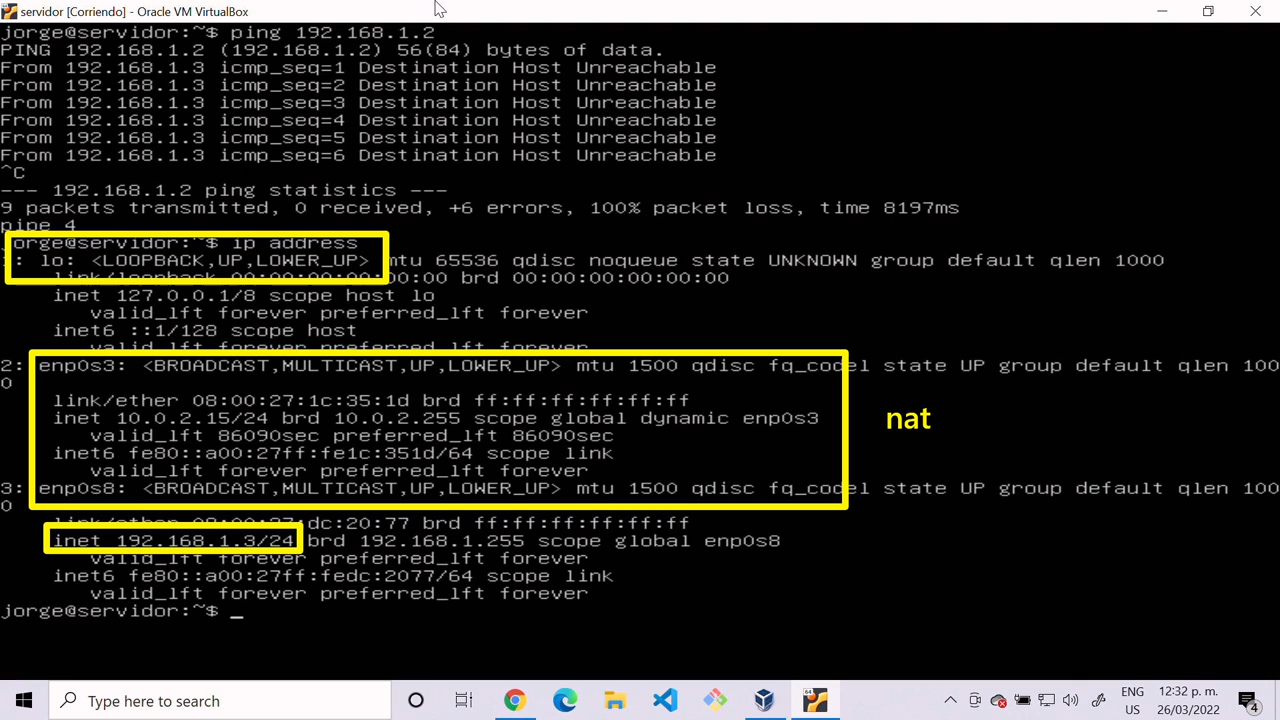 servidor [Corriendo] - Oracle VM VirtualBox
jorge@servidor:~$ ping 192.168.1.2
PING 192.168.1.2 (192.168.1.2) 56(84) bytes of data.
From 192.168.1.3 icmp_seq=1 Destination Host Unreachable
From 192.168.1.3 icmp_seq=2 Destination Host Unreachable
From 192.168.1.3 icmp_seq=3 Destination Host Unreachable
From 192.168.1.3 icmp_seq=4 Destination Host Unreachable
From 192.168.1.3 icmp_seq=5 Destination Host Unreachable
From 192.168.1.3 icmp_seq=6 Destination Host Unreachable
^C
--- 192.168.1.2 ping statistics ---
9 packets transmitted, 0 received, +6 errors, 100% packet loss, time 8197ms
pipe 4
jorge@servidor:~$ ip address
: lo: <LOOPBACK,UP,LOWER_UP> mtu 65536 qdisc noqueue state UNKNOWN group default qlen 1000
link/loopback 00:00:00:00:00:00 brd 00:00:00:00:00:00
inet 127.0.0.1/8 scope host lo
valid_lft forever preferred_lft forever
inet6 ::1/128 scope host
valid_lft forever preferred_lft forever
2: enp0s3: <BROADCAST,MULTICAST,UP,LOWER_UP> mtu 1500 qdisc fq_codel state UP group default qlen 100
0
link/ether 08:00:27:1c:35:1d brd ff:ff:ff:ff:ff:ff
inet 10.0.2.15/24 brd 10.0.2.255 scope global dynamic enp0s3
nat
valid_lft 86090sec preferred_lft 86090sec
inet6 fe80::a00:27ff:fe1c:351d/64 scope link
valid_lft forever preferred_lft forever
3: enp0s8: <BROADCAST,MULTICAST,UP,LOWER_UP> mtu 1500 qdisc fq_codel state UP group default qlen 100
0
link/ether 08:00:27:dc:20:77 brd ff:ff:ff:ff:ff:ff
inet 192.168.1.3/24 brd 192.168.1.255 scope global enp0s8
valid_lft forever preferred_lft forever
inet6 fe80::a00:27ff:fedc:2077/64 scope link
valid_lft forever preferred_lft forever
jorge@servidor:~$ _
Type here to search
ENG
US
12:32 p. m.
26/03/2022
4